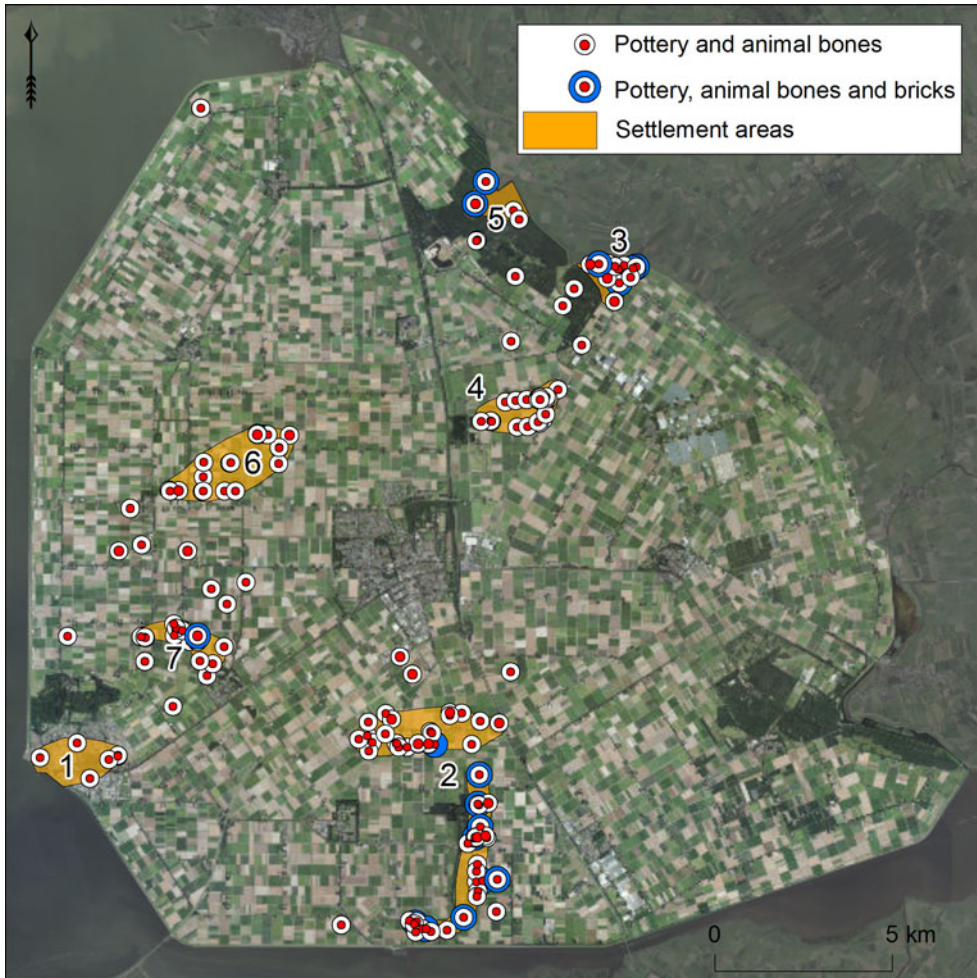 Pottery and animal bones
Pottery, animal bones and bricks
Settlement areas
5
3
4
6
7
1
2
0 5 km